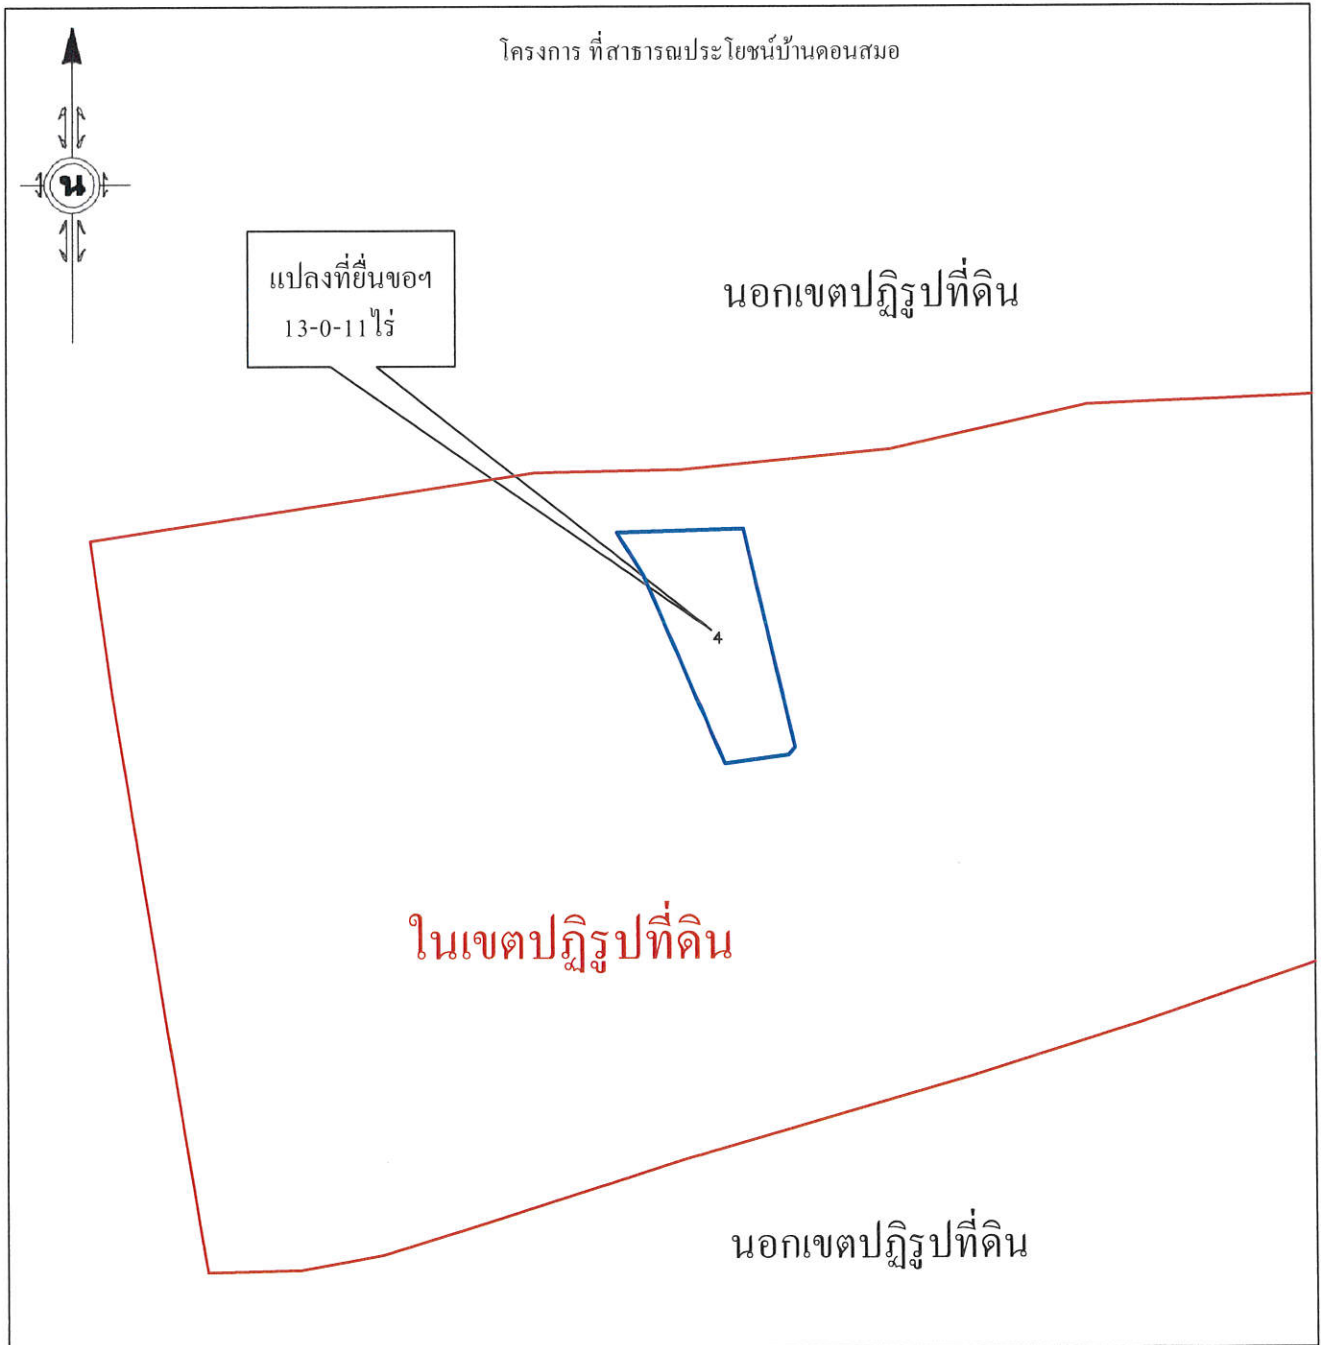 โครงการ ที่สาธารณประโยชน์บ้านดอนสมอ
น
แปลงที่ยื่นขอฯ
13-0-11ไร่
นอกเขตปฏิรูปที่ดิน
4
ในเขตปฏิรูปที่ดิน
นอกเขตปฏิรูปที่ดิน